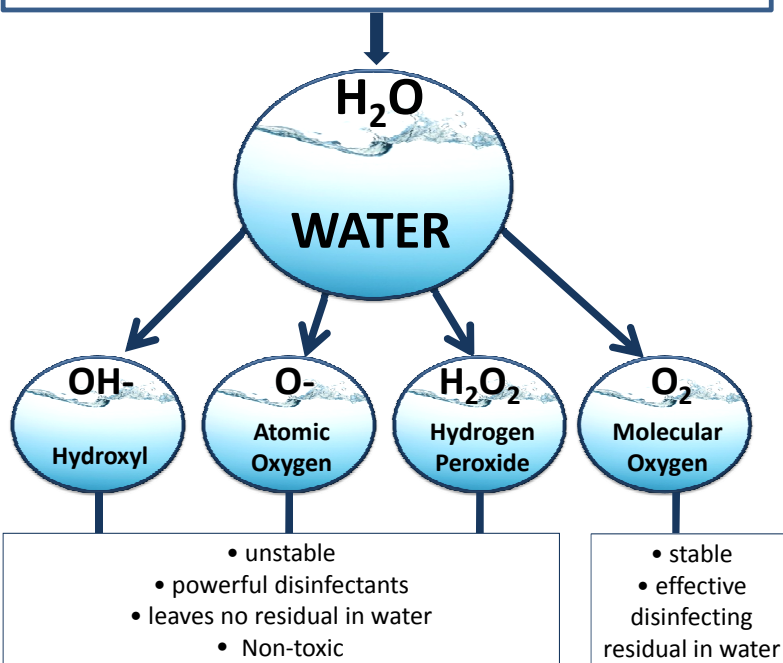 H₂O
WATER
OH-
Hydroxyl
O-
Atomic
Oxygen
H₂O₂
Hydrogen
Peroxide
O₂
Molecular
Oxygen
• unstable
• powerful disinfectants
• leaves no residual in water
• Non-toxic
• stable
• effective
disinfecting
residual in water